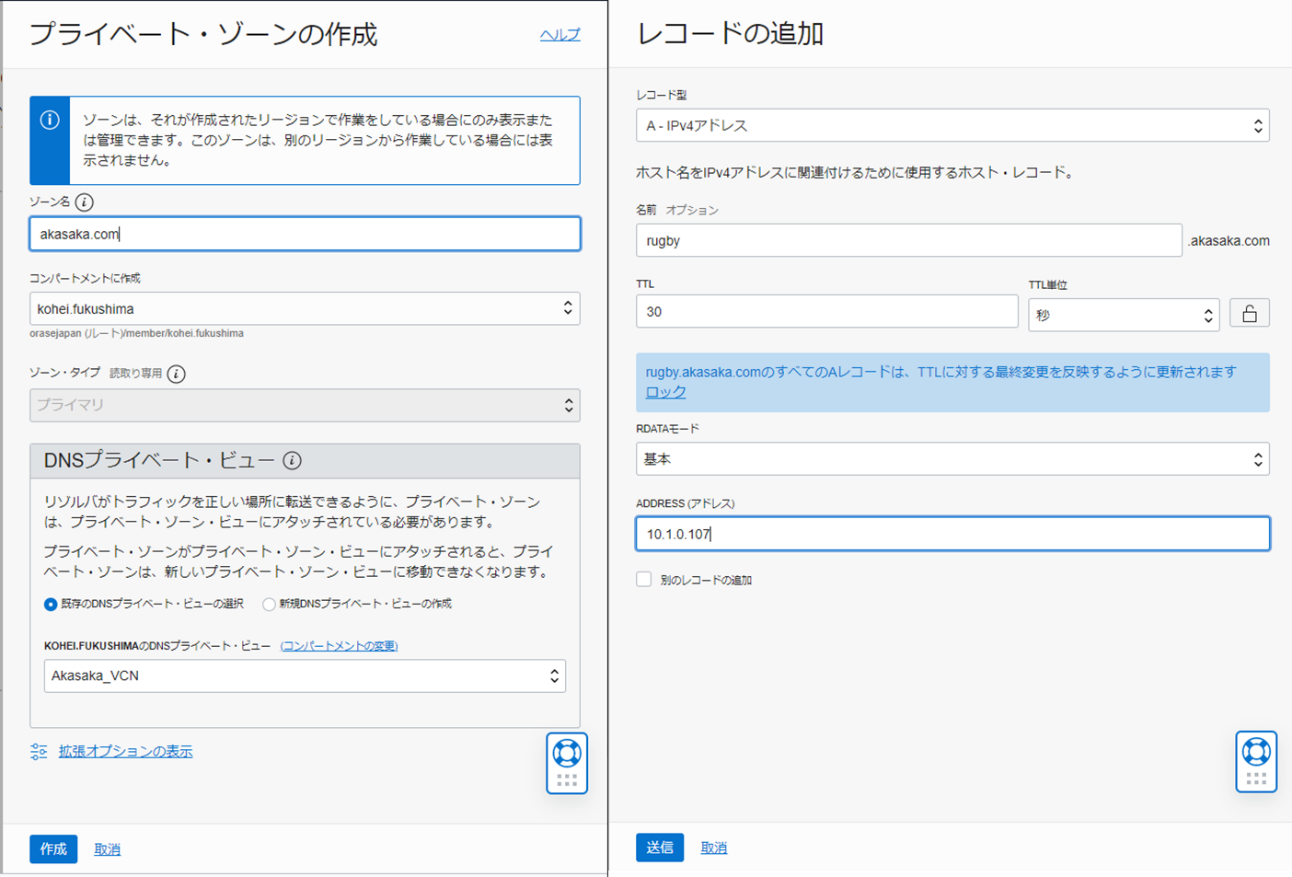 プライベート・ゾーンの作成
ヘルプ
ゾーンは、それが作成されたリージョンで作業をしている場合にのみ表示また
は管理できます。このゾーンは、別のリージョンから作業している場合には表
示されません。
ゾーン名
akasaka.com
コンパートメントに作成
kohei.fukushima
orasejapan (ルート)/member/kohei.fukushima
ゾーン・タイプ 読取り専用
プライマリ
DNSプライベート・ビュー
リゾルバがトラフィックを正しい場所に転送できるように、プライベート・ゾーン
は、プライベート・ゾーン・ビューにアタッチされている必要があります。
プライベート・ゾーンがプライベート・ゾーン・ビューにアタッチされると、プライ
ベート・ゾーンは、新しいプライベート・ゾーン・ビューに移動できなくなります。
既存のDNSプライベート・ビューの選択 新規DNSプライベート・ビューの作成
KOHEI.FUKUSHIMAのDNSプライベート・ビュー (コンパートメントの変更)
Akasaka_VCN
拡張オプションの表示
作成 取消
レコードの追加
レコード型
A - IPv4アドレス
ホスト名をIPv4アドレスに関連付けるために使用するホスト・レコード。
名前 オプション
rugby .akasaka.com
TTL TTL単位
30 秒
rugby.akasaka.comのすべてのAレコードは、TTLに対する最終変更を反映するように更新されます
ロック
RDATAモード
基本
ADDRESS (アドレス)
10.1.0.107
別のレコードの追加
送信 取消